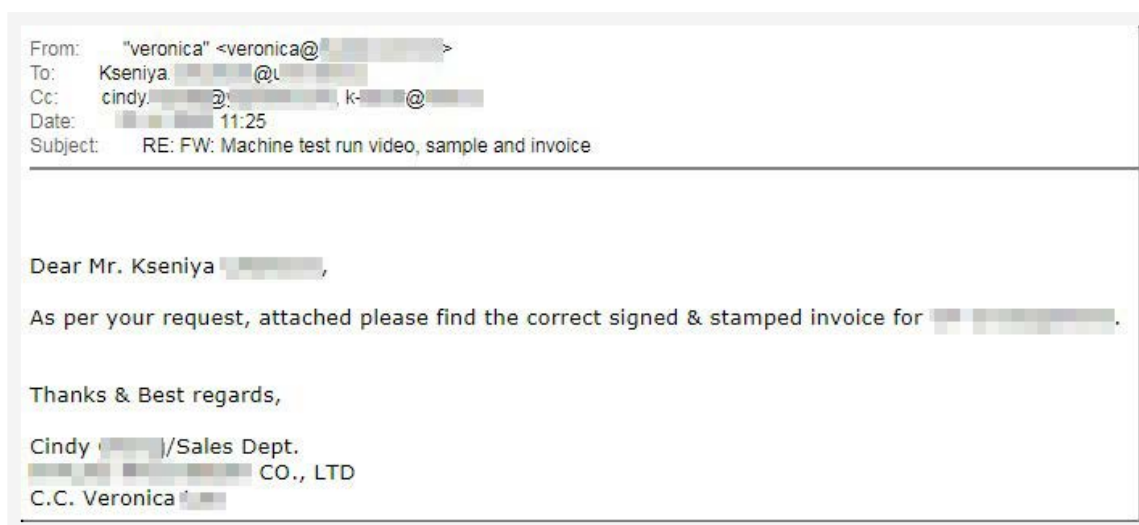 From: "veronica" <veronica@ >
To: Kseniya. @u
Cc: cindy. @y , k- @
Date: 11:25
Subject: RE: FW: Machine test run video, sample and invoice
Dear Mr. Kseniya ,
As per your request, attached please find the correct signed & stamped invoice for .
Thanks & Best regards,
Cindy /Sales Dept.
CO., LTD
C.C. Veronica